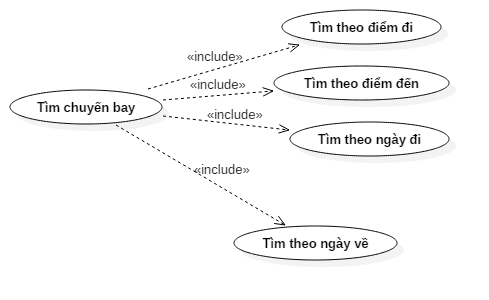 Tìm theo điểm đi
«include»
Tìm theo điểm đến
«include»
Tìm chuyến bay
«include»
Tìm theo ngày đi
«include»
Tìm theo ngày về